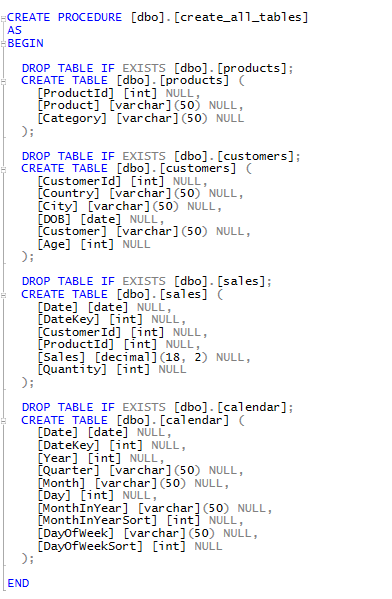 CREATE PROCEDURE [dbo].[create_all_tables]
AS
BEGIN
DROP TABLE IF EXISTS [dbo].[products];
CREATE TABLE [dbo].[products] (
[ProductId] [int] NULL,
[Product] [varchar](50) NULL,
[Category] [varchar](50) NULL
);
DROP TABLE IF EXISTS [dbo].[customers];
CREATE TABLE [dbo].[customers] (
[CustomerId] [int] NULL,
[Country] [varchar](50) NULL,
[City] [varchar](50) NULL,
[DOB] [date] NULL,
[Customer] [varchar](50) NULL,
[Age] [int] NULL
);
DROP TABLE IF EXISTS [dbo].[sales];
CREATE TABLE [dbo].[sales] (
[Date] [date] NULL,
[DateKey] [int] NULL,
[CustomerId] [int] NULL,
[ProductId] [int] NULL,
[Sales] [decimal](18, 2) NULL,
[Quantity] [int] NULL
);
DROP TABLE IF EXISTS [dbo].[calendar];
CREATE TABLE [dbo].[calendar] (
[Date] [date] NULL,
[DateKey] [int] NULL,
[Year] [int] NULL,
[Quarter] [varchar](50) NULL,
[Month] [varchar](50) NULL,
[Day] [int] NULL,
[MonthInYear] [varchar](50) NULL,
[MonthInYearSort] [int] NULL,
[DayOfWeek] [varchar](50) NULL,
[DayOfWeekSort] [int] NULL
);
END